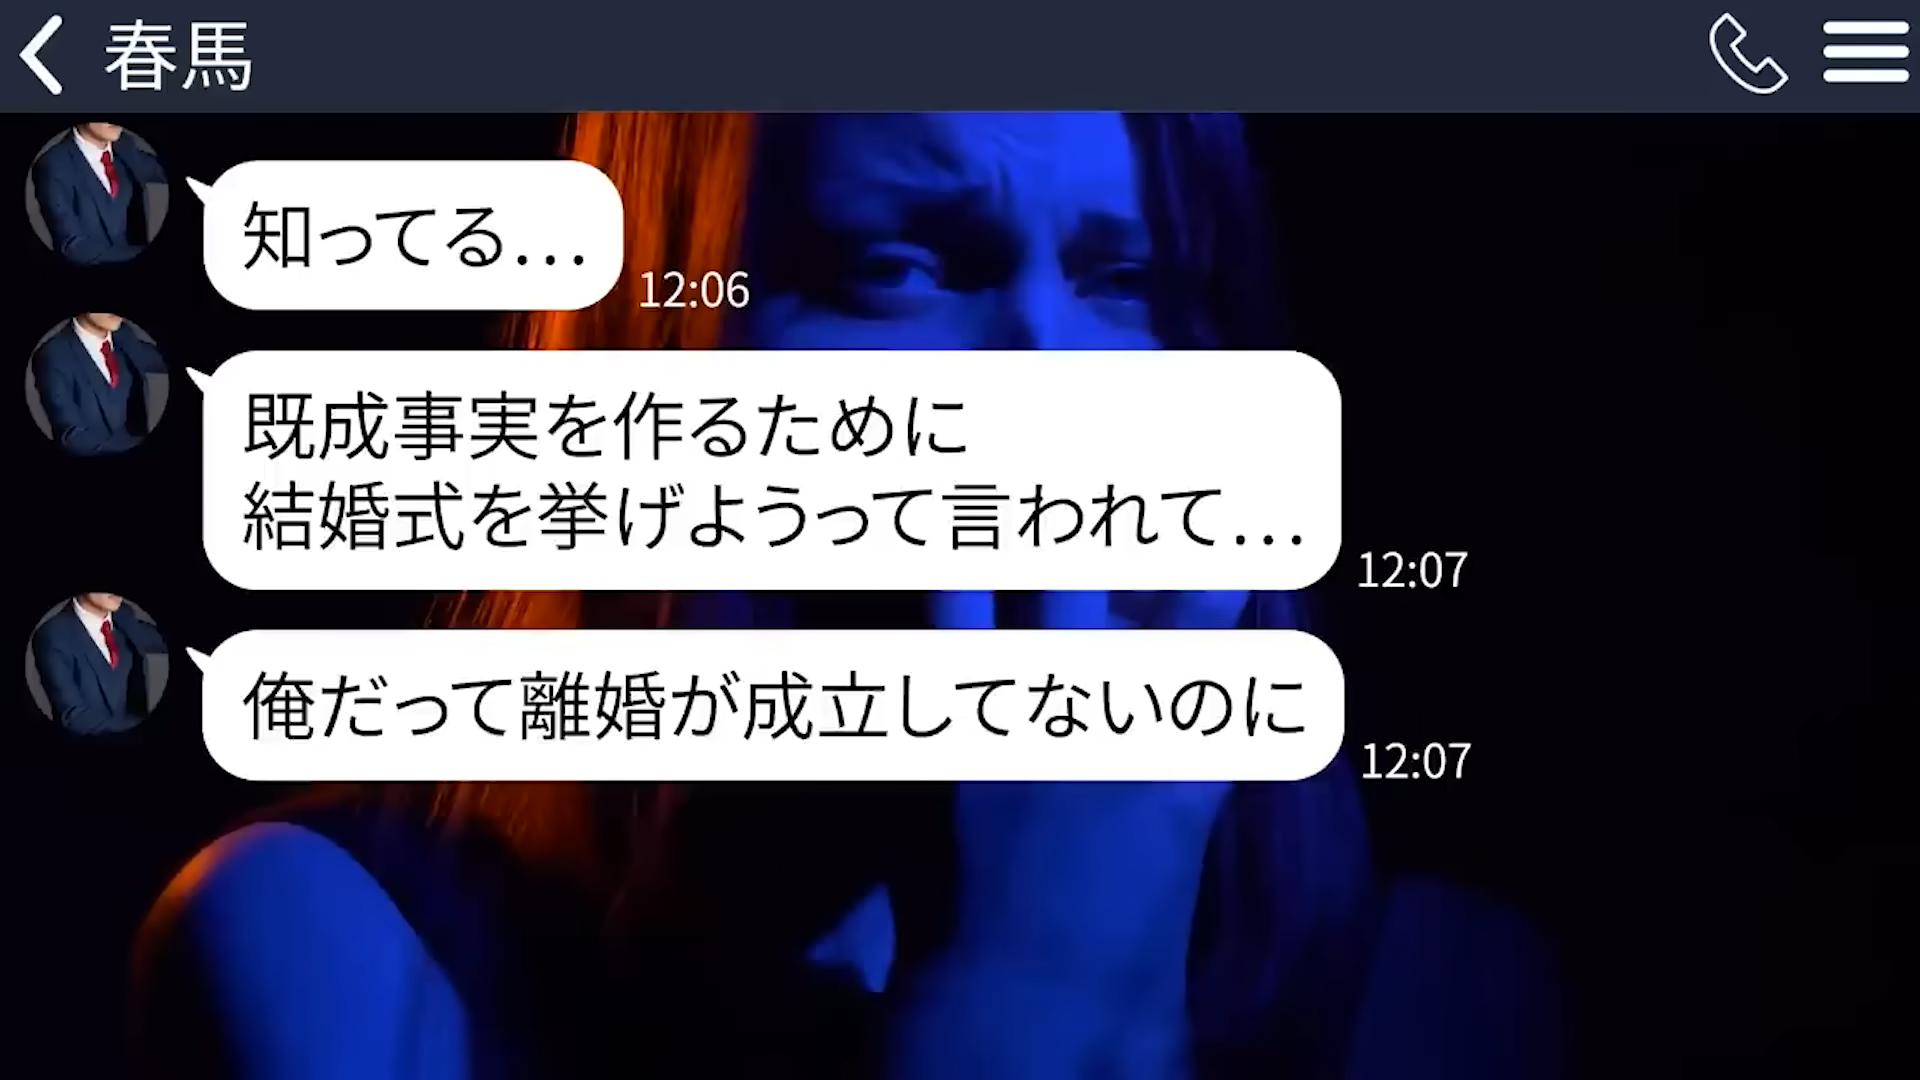 春馬
知ってる…
12:06
既成事実を作るために
結婚式を挙げようって言われて…
12:07
俺だって離婚が成立してないのに
12:07